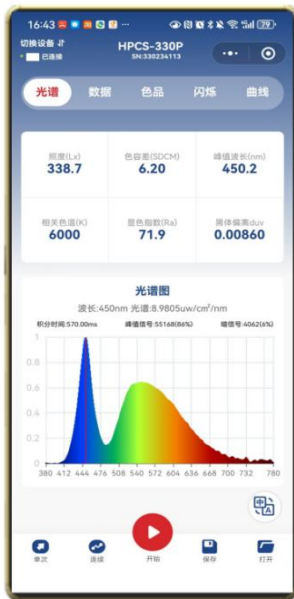 16:43
79
切换设备
HPCS-330P
已连接
SN:330234113
光谱 数据 色品 闪烁 曲线
照度(Lx) 色容差(SDCM) 峰值波长(nm)
338.7 6.20 450.2
相关色温(K) 显色指数(Ra) 黑体偏离duv
6000 71.9 0.00860
光谱图
波长:450nm 光谱:8.9805uw/cm²/nm
积分时间:570.00ms 峰值信号:55168(86%) 暗信号:4062(6%)
1
0.8
0.6
0.4
0.2
0
380 412 444 476 508 540 572 604 636 668 700 732 780
中 A
单次 连续 开始 保存 打开